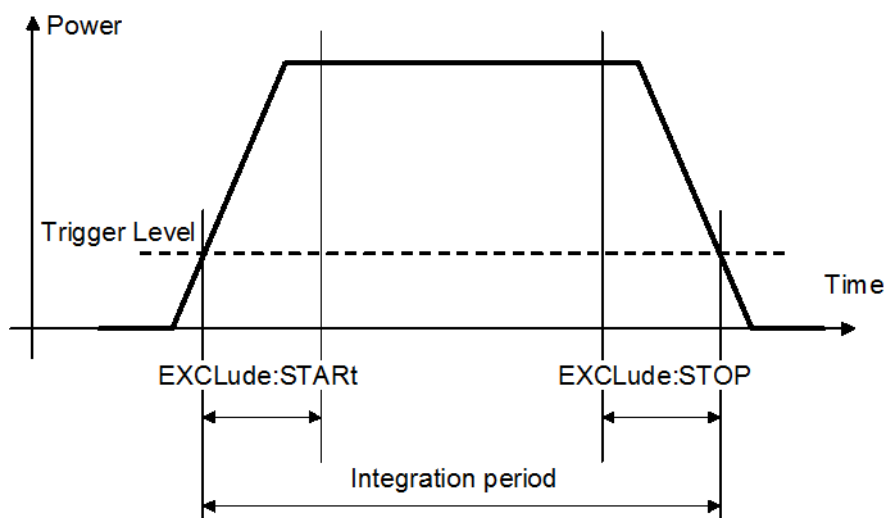 Power
Trigger Level
Time
EXCLude:STARt
EXCLude:STOP
Integration period